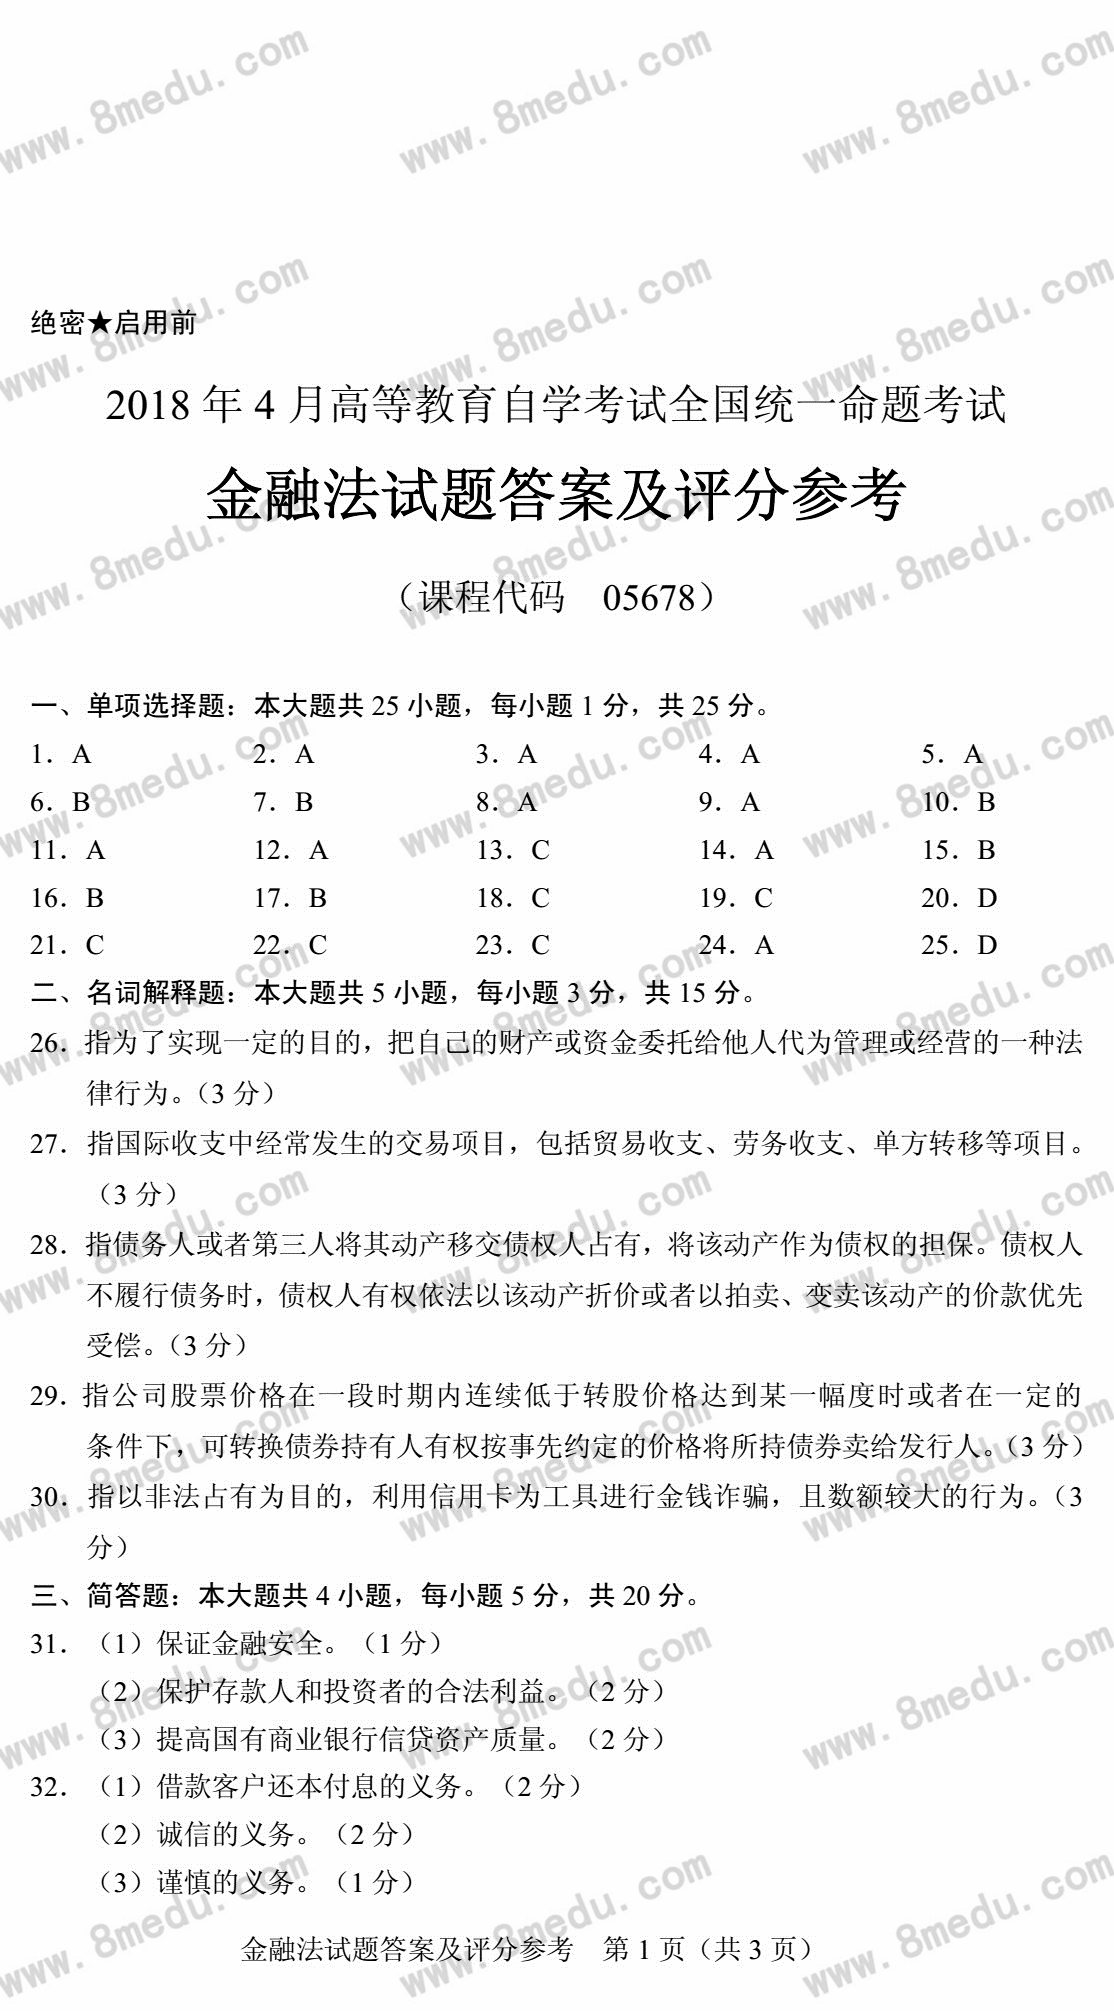 绝密★启用前
2018 年 4 月高等教育自学考试全国统一命题考试
金融法试题答案及评分参考
（课程代码　05678）
一、单项选择题：本大题共 25 小题，每小题 1 分，共 25 分。
1．A 2．A 3．A 4．A 5．A
6．B 7．B 8．A 9．A 10．B
11．A 12．A 13．C 14．A 15．B
16．B 17．B 18．C 19．C 20．D
21．C 22．C 23．C 24．A 25．D
二、名词解释题：本大题共 5 小题，每小题 3 分，共 15 分。
26．指为了实现一定的目的，把自己的财产或资金委托给他人代为管理或经营的一种法
律行为。（3 分）
27．指国际收支中经常发生的交易项目，包括贸易收支、劳务收支、单方转移等项目。
（3 分）
28．指债务人或者第三人将其动产移交债权人占有，将该动产作为债权的担保。债权人
不履行债务时，债权人有权依法以该动产折价或者以拍卖、变卖该动产的价款优先
受偿。（3 分）
29．指公司股票价格在一段时期内连续低于转股价格达到某一幅度时或者在一定的
条件下，可转换债券持有人有权按事先约定的价格将所持债券卖给发行人。（3 分）
30．指以非法占有为目的，利用信用卡为工具进行金钱诈骗，且数额较大的行为。（3
分）
三、简答题：本大题共 4 小题，每小题 5 分，共 20 分。
31．（1）保证金融安全。（1 分）
（2）保护存款人和投资者的合法利益。（2 分）
（3）提高国有商业银行信贷资产质量。（2 分）
32．（1）借款客户还本付息的义务。（2 分）
（2）诚信的义务。（2 分）
（3）谨慎的义务。（1 分）
金融法试题答案及评分参考　第 1 页（共 3 页）
www.8medu.com